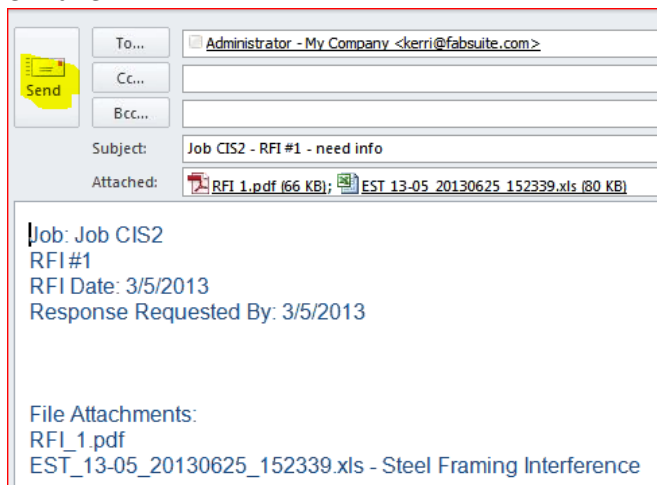 To...
Administrator - My Company <kerri@fabsuite.com>
Send
Cc...
Bcc...
Subject:
Job CIS2 - RFI #1 - need info
Attached:
RFI 1.pdf (66 KB); EST 13-05 20130625 152339.xls (80 KB)
Job: Job CIS2
RFI #1
RFI Date: 3/5/2013
Response Requested By: 3/5/2013
File Attachments:
RFI_1.pdf
EST_13-05_20130625_152339.xls - Steel Framing Interference